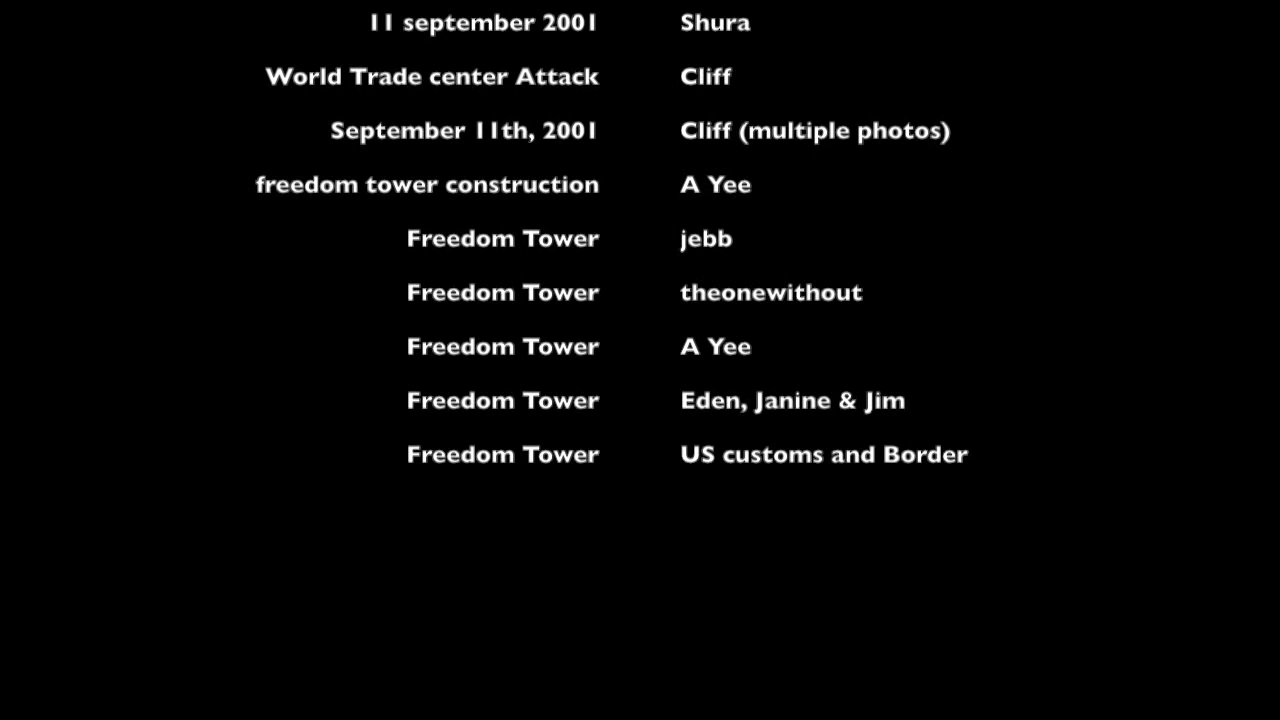 11 september 2001 Shura
World Trade center Attack Cliff
September 11th, 2001 Cliff (multiple photos)
freedom tower construction A Yee
Freedom Tower jebb
Freedom Tower theonewithout
Freedom Tower A Yee
Freedom Tower Eden, Janine & Jim
Freedom Tower US customs and Border